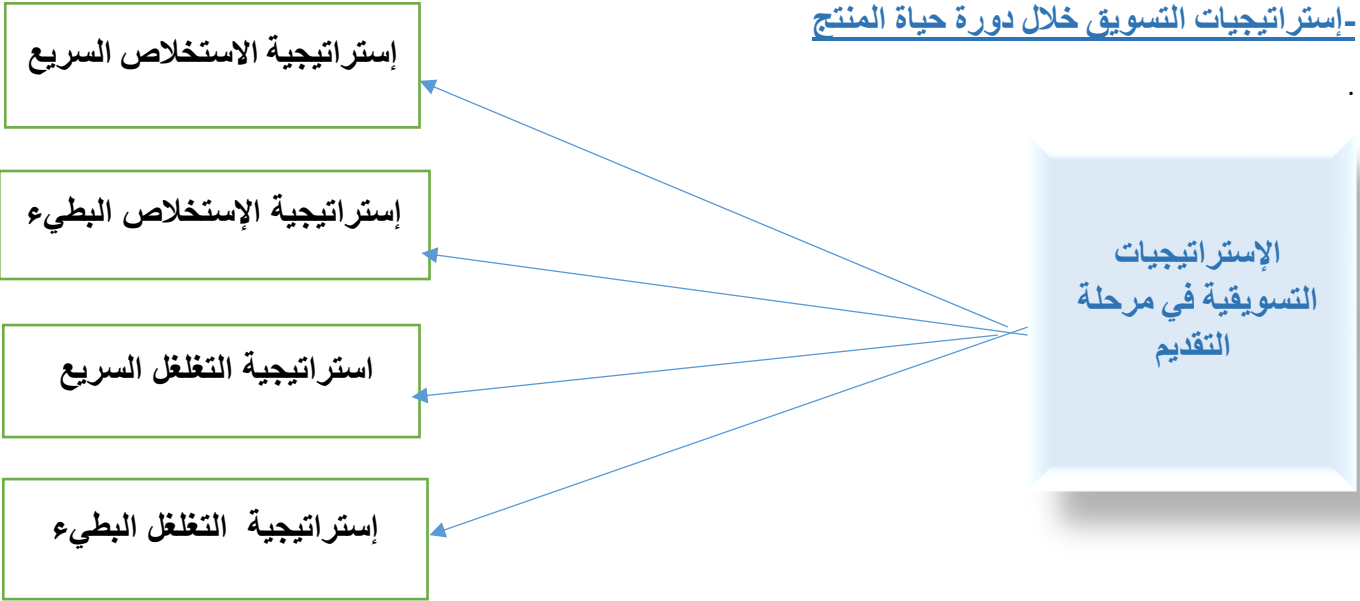 -إستراتيجيات التسويق خلال دورة حياة المنتج
.
الإستراتيجيات
التسويقية في مرحلة
التقديم
إستراتيجية الاستخلاص السريع
إستراتيجية الإستخلاص البطيء
استراتيجية التغلغل السريع
إستراتيجية التغلغل البطيء